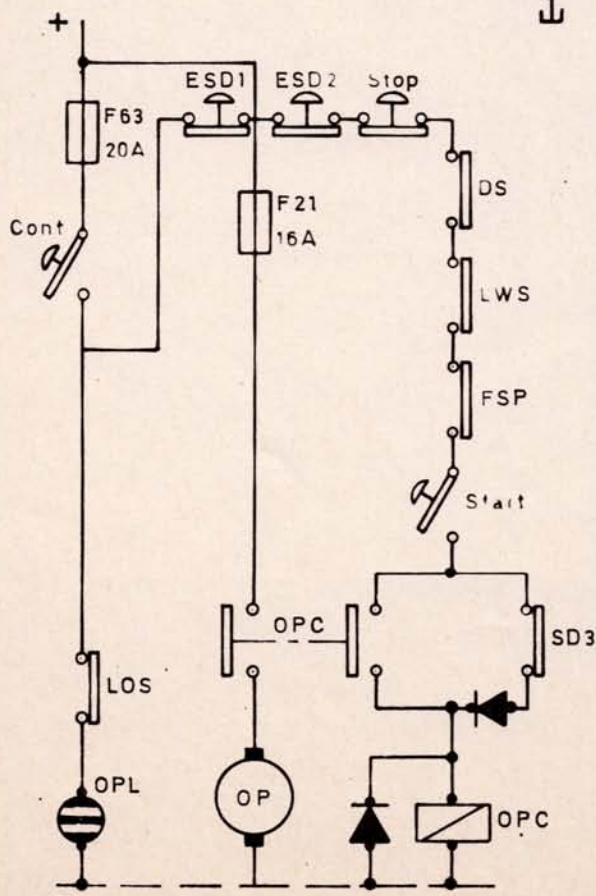 +
ESD1
ESD2
Stop
F63
20A
DS
Cont
F21
16A
LWS
FSP
Start
OPC
SD3
LOS
OPL
OP
OPC